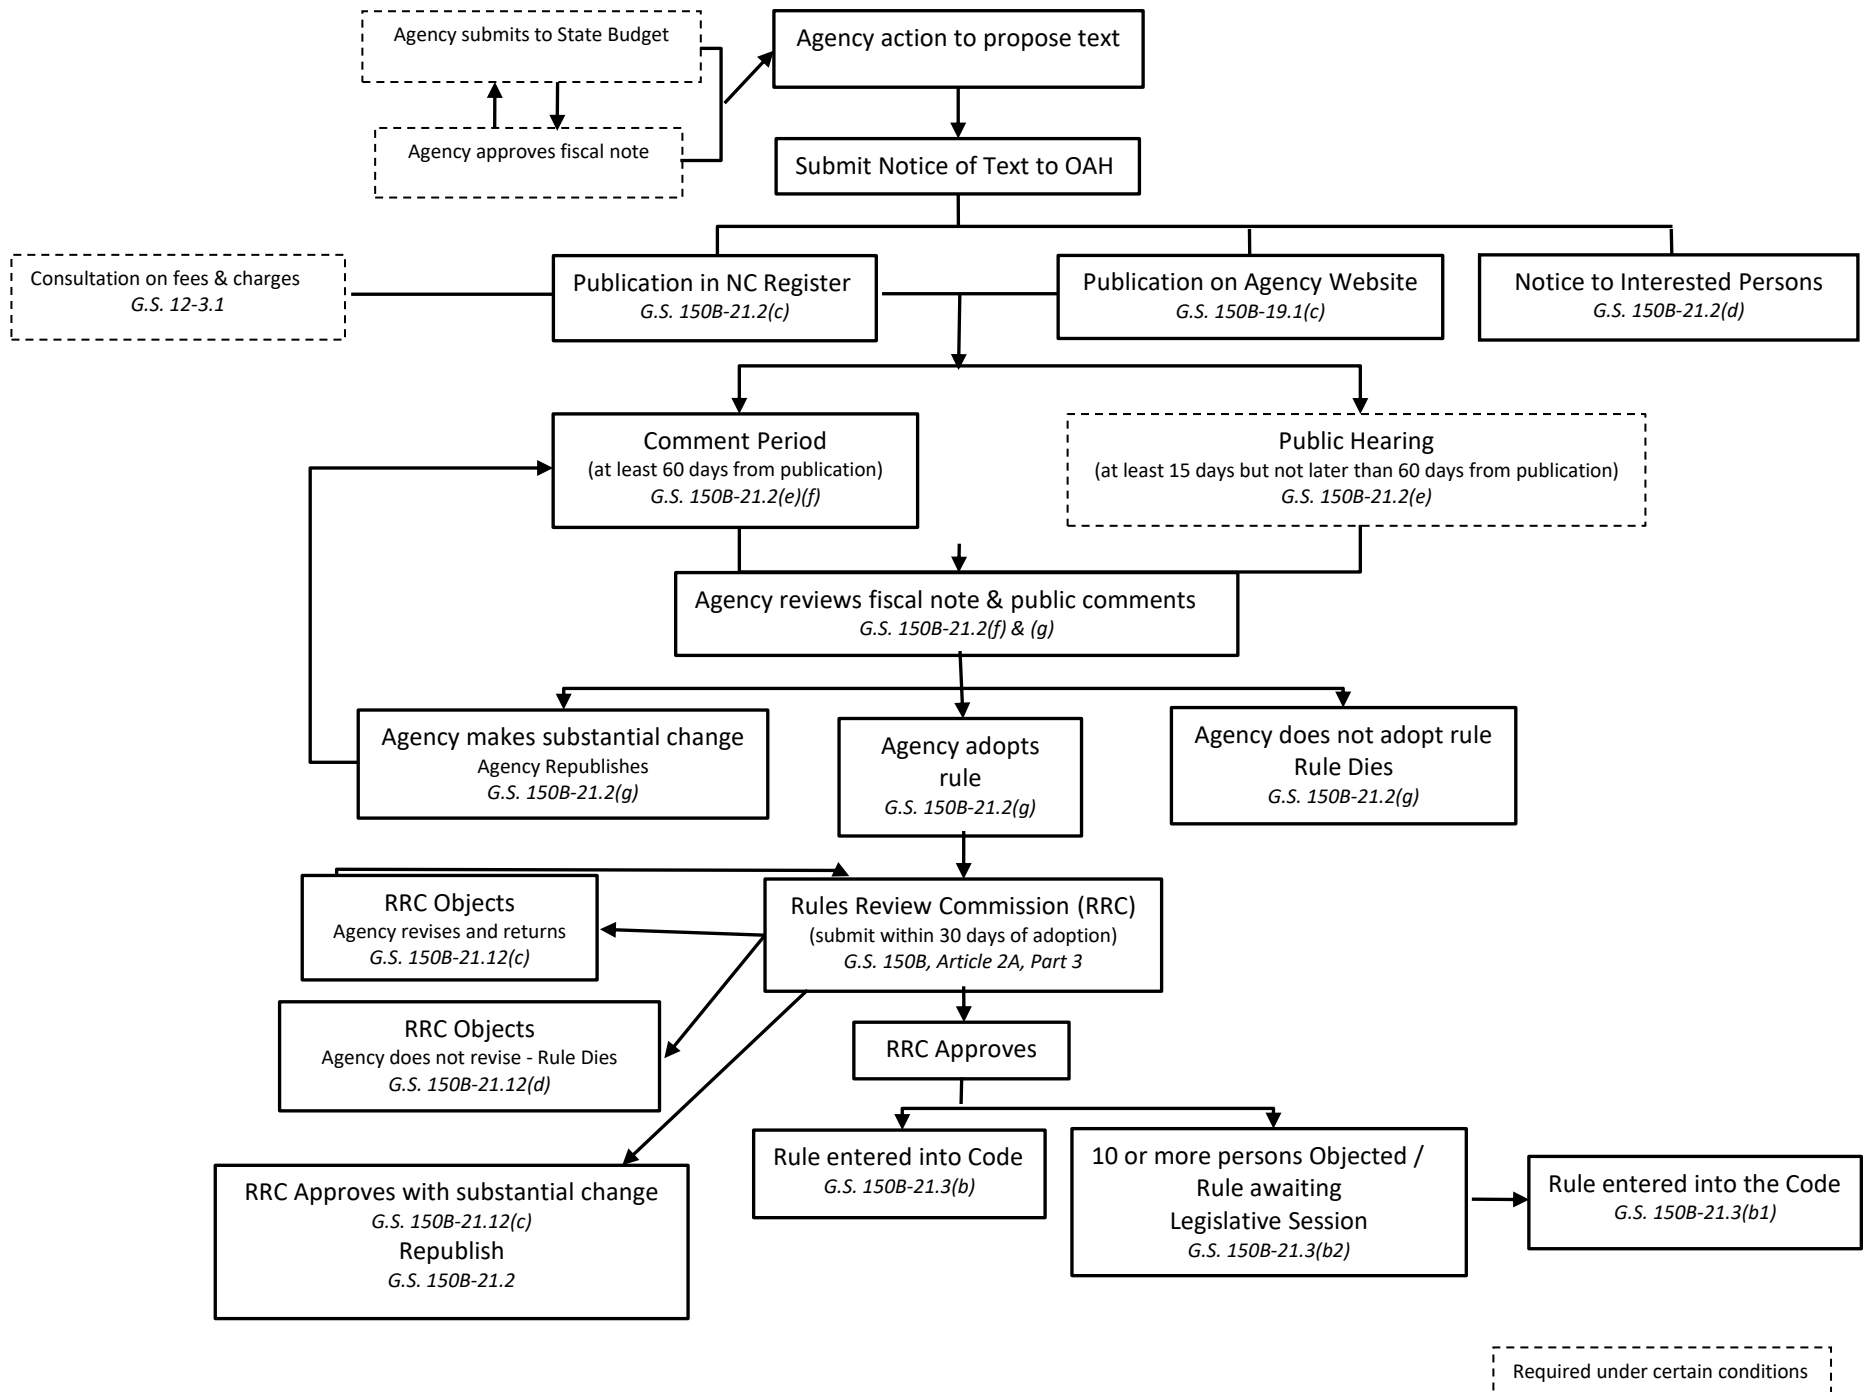 Agency submits to State Budget
Agency action to propose text
Agency approves fiscal note
Submit Notice of Text to OAH
Consultation on fees & charges
G.S. 12-3.1
Publication in NC Register
G.S. 150B-21.2(c)
Publication on Agency Website
G.S. 150B-19.1(c)
Notice to Interested Persons
G.S. 150B-21.2(d)
Comment Period
(at least 60 days from publication)
G.S. 150B-21.2(e)(f)
Public Hearing
(at least 15 days but not later than 60 days from publication)
G.S. 150B-21.2(e)
Agency reviews fiscal note & public comments
G.S. 150B-21.2(f) & (g)
Agency makes substantial change
Agency Republishes
G.S. 150B-21.2(g)
Agency adopts
rule
G.S. 150B-21.2(g)
Agency does not adopt rule
Rule Dies
G.S. 150B-21.2(g)
RRC Objects
Agency revises and returns
G.S. 150B-21.12(c)
Rules Review Commission (RRC)
(submit within 30 days of adoption)
G.S. 150B, Article 2A, Part 3
RRC Objects
Agency does not revise - Rule Dies
G.S. 150B-21.12(d)
RRC Approves
RRC Approves with substantial change
G.S. 150B-21.12(c)
Republish
G.S. 150B-21.2
Rule entered into Code
G.S. 150B-21.3(b)
10 or more persons Objected /
Rule awaiting
Legislative Session
G.S. 150B-21.3(b2)
Rule entered into the Code
G.S. 150B-21.3(b1)
Required under certain conditions